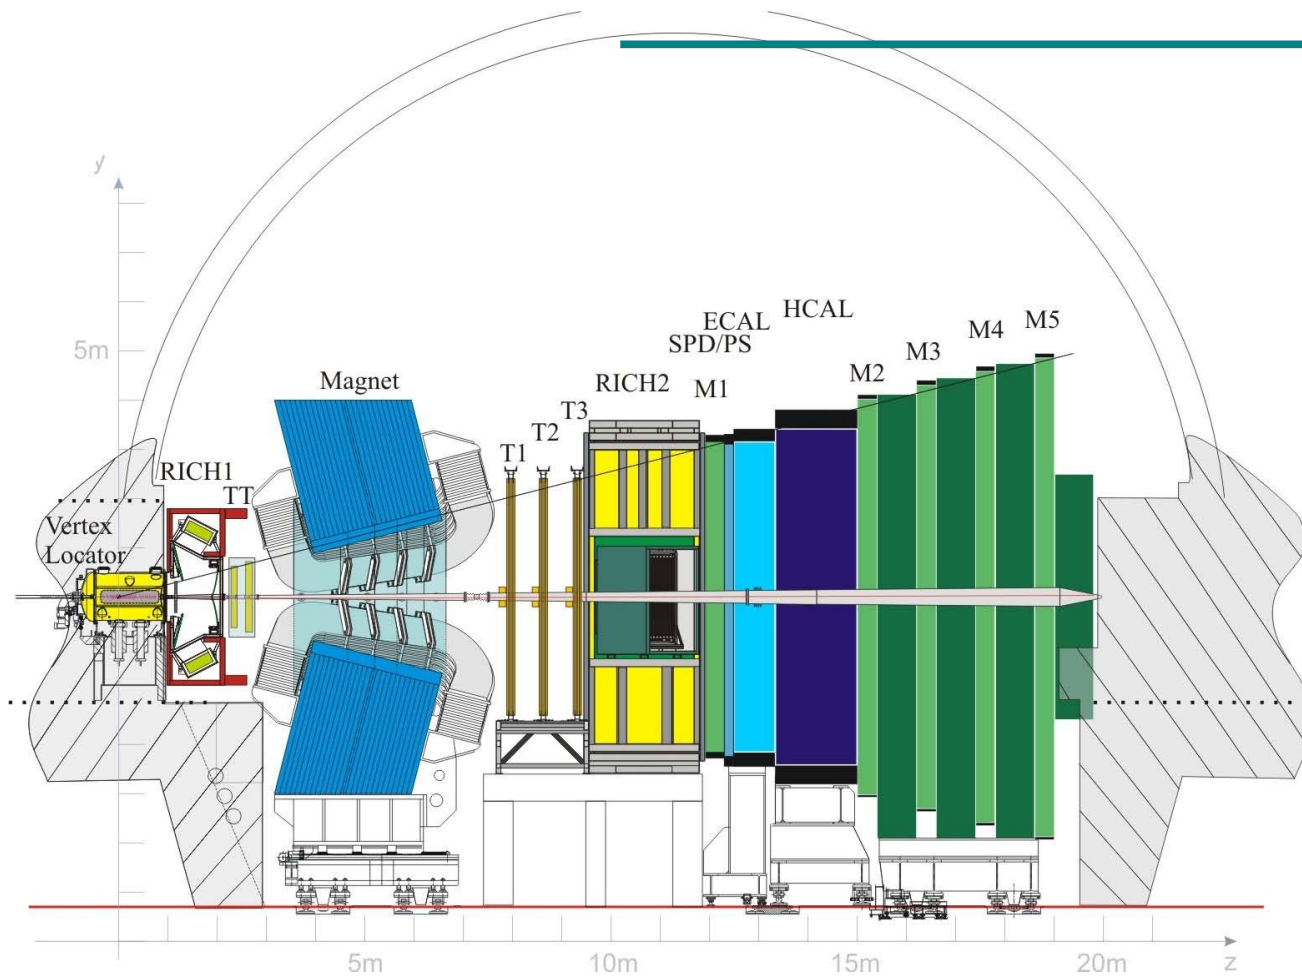 y
5m
HCAL
ECAL
SPD/PS
M5
M4
M3
M2
M1
RICH2
Magnet
T3
T2
T1
RICH1
TT
Vertex
Locator
5m
10m
15m
20m
z